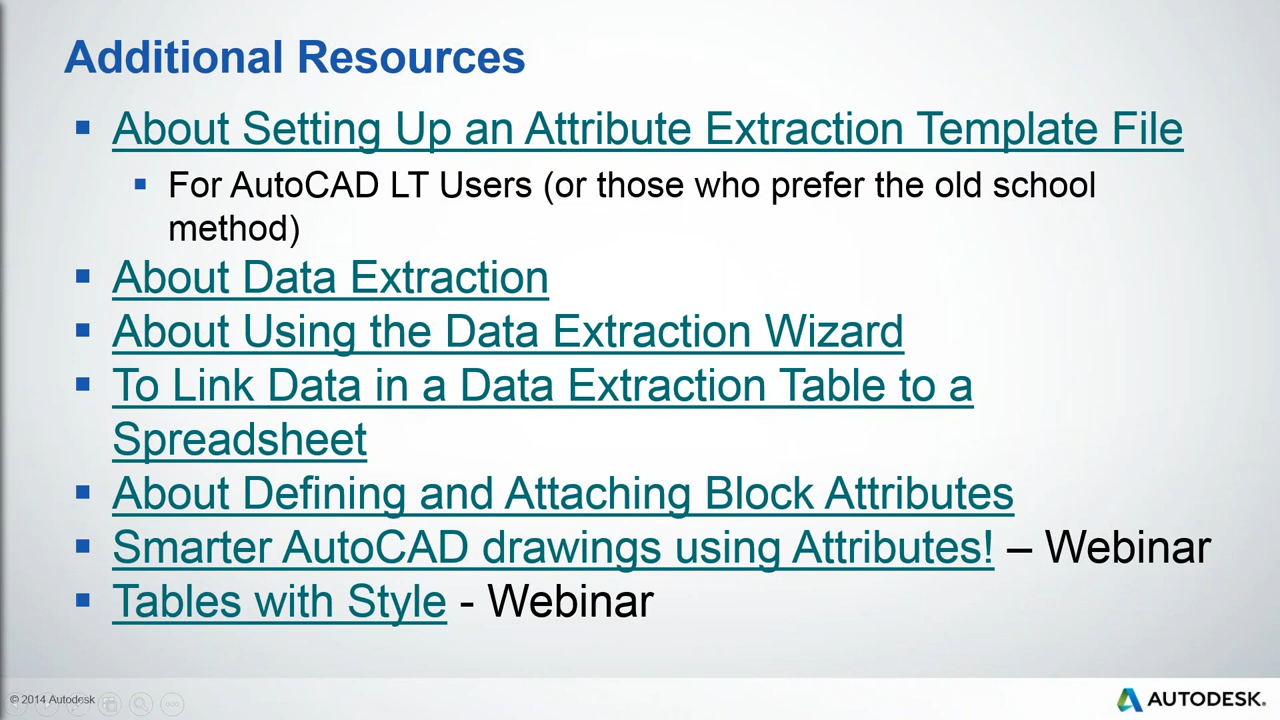 Additional Resources
▪ About Setting Up an Attribute Extraction Template File
▪ For AutoCAD LT Users (or those who prefer the old school
method)
▪ About Data Extraction
▪ About Using the Data Extraction Wizard
▪ To Link Data in a Data Extraction Table to a
Spreadsheet
▪ About Defining and Attaching Block Attributes
▪ Smarter AutoCAD drawings using Attributes! – Webinar
▪ Tables with Style - Webinar
© 2014 Autodesk
AUTODESK.